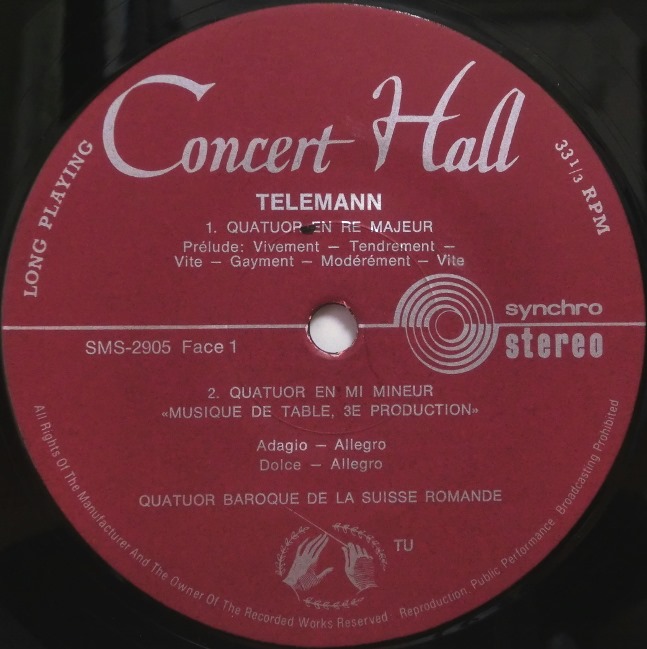 Concert Hall
LONG PLAYING
33 1/3 RPM
TELEMANN
1. QUATUOR EN RE MAJEUR
Prélude: Vivement – Tendrement –
Vite – Gayment – Modérément – Vite
synchro
stereo
SMS-2905 Face 1
2. QUATUOR EN MI MINEUR
«MUSIQUE DE TABLE, 3E PRODUCTION»
Adagio – Allegro
Dolce – Allegro
QUATUOR BAROQUE DE LA SUISSE ROMANDE
TU
All Rights Of The Manufacturer And The Owner Of The Recorded Works Reserved. Reproduction, Public Performance, Broadcasting Prohibited